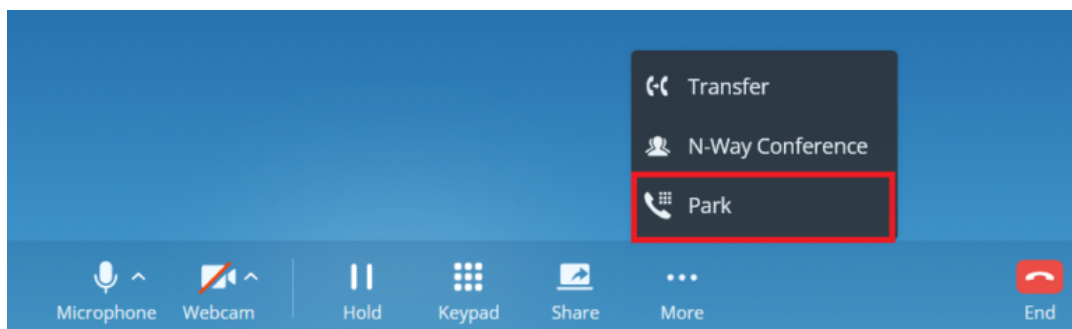 Transfer
N-Way Conference
Park
Microphone Webcam Hold Keypad Share More End